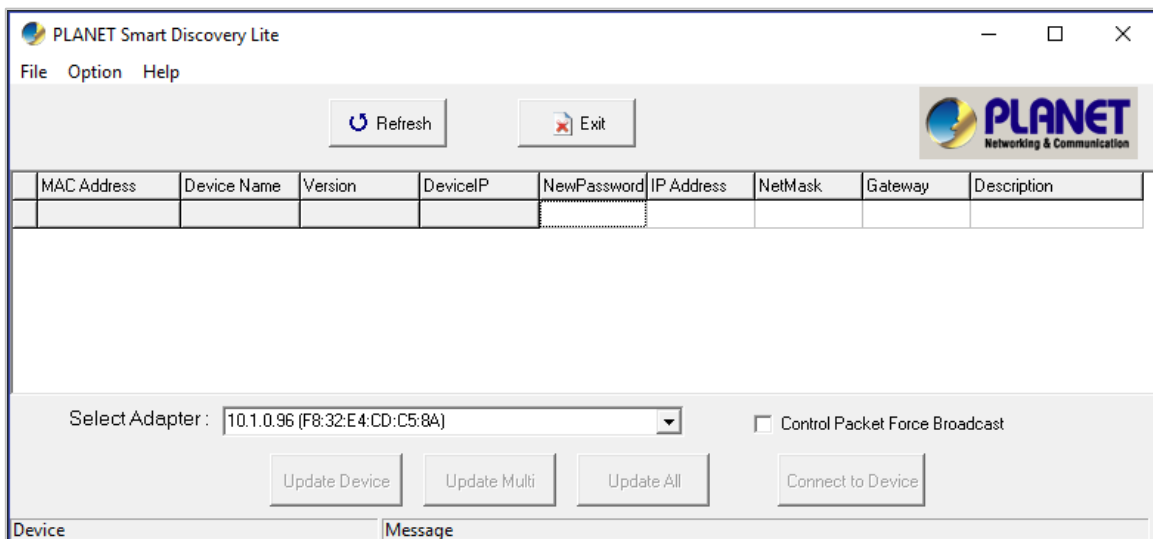 PLANET Smart Discovery Lite
File Option Help
Refresh Exit
PLANET
Networking & Communication
MAC Address Device Name Version DeviceIP NewPassword IP Address NetMask Gateway Description
Select Adapter : 10.1.0.96 (F8:32:E4:CD:C5:8A) Control Packet Force Broadcast
Update Device Update Multi Update All Connect to Device
Device Message